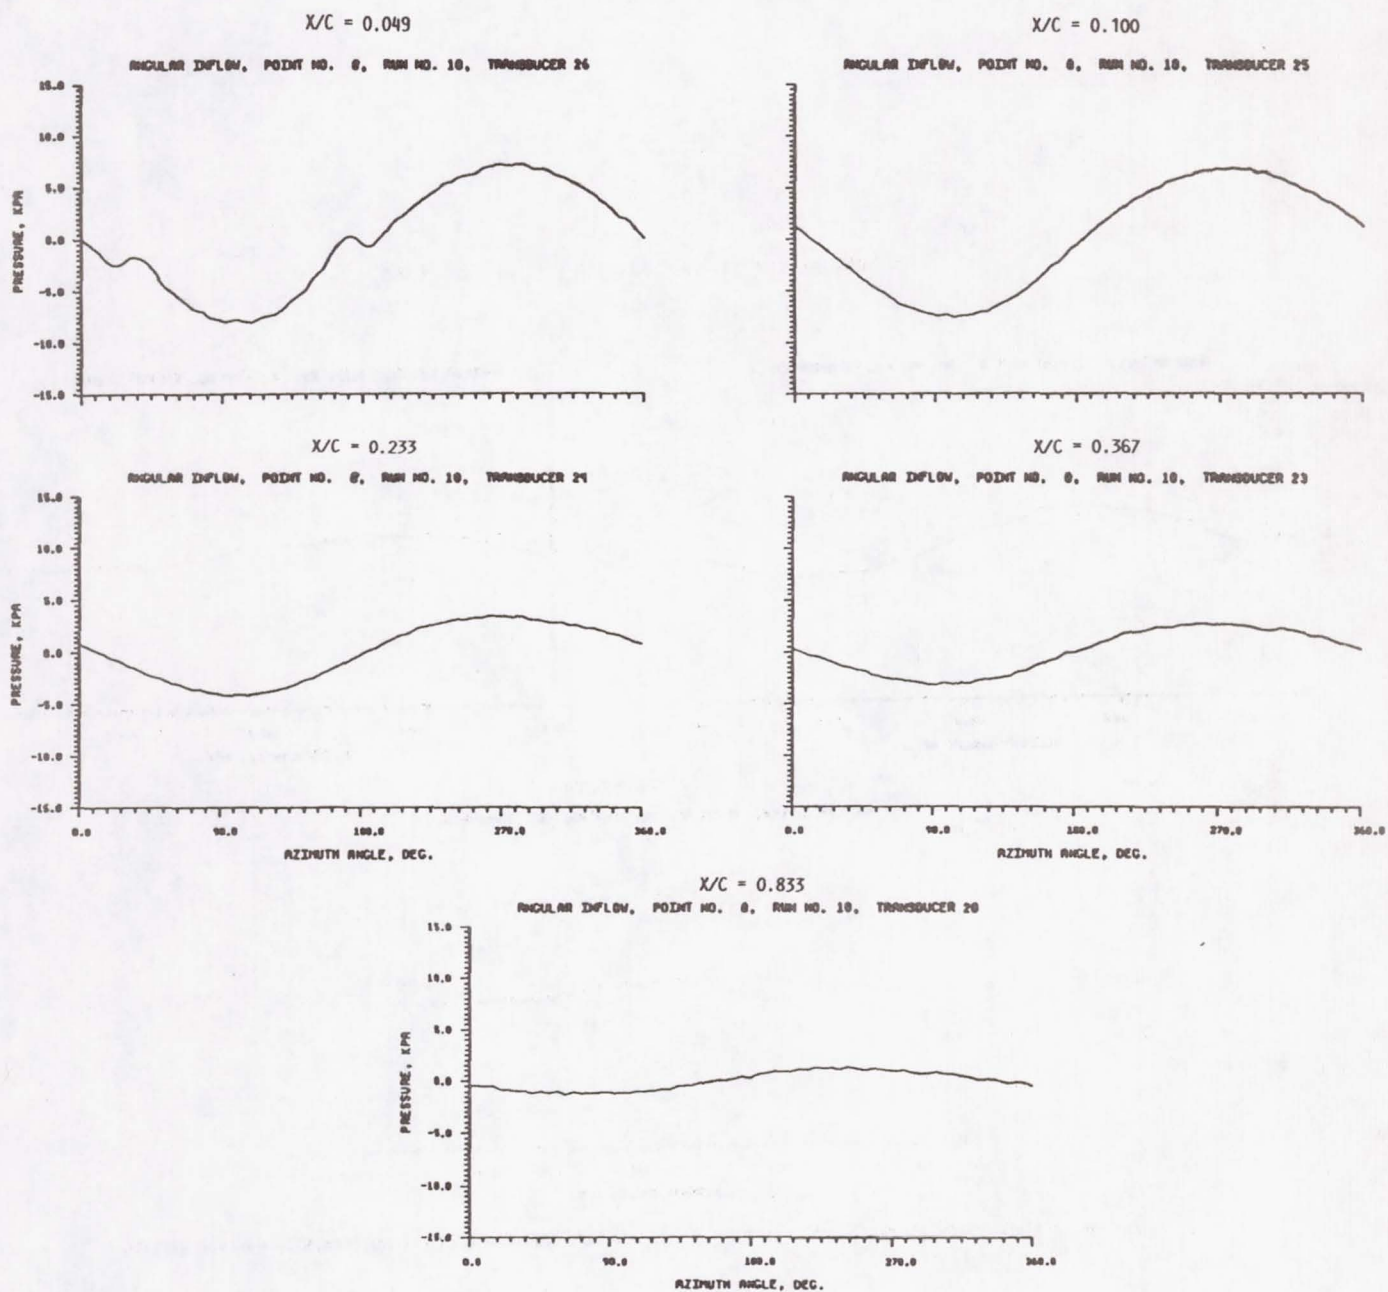 X/C = 0.049
ANGULAR INFLOW, POINT NO. 8, RUN NO. 10, TRANSDUCER 26
15.0
10.0
5.0
0.0
-5.0
-10.0
-15.0
PRESSURE, KPA
X/C = 0.100
ANGULAR INFLOW, POINT NO. 8, RUN NO. 10, TRANSDUCER 25
X/C = 0.233
ANGULAR INFLOW, POINT NO. 8, RUN NO. 10, TRANSDUCER 24
15.0
10.0
5.0
0.0
-5.0
-10.0
-15.0
PRESSURE, KPA
0.0 90.0 180.0 270.0 360.0
AZIMUTH ANGLE, DEG.
X/C = 0.367
ANGULAR INFLOW, POINT NO. 8, RUN NO. 10, TRANSDUCER 23
0.0 90.0 180.0 270.0 360.0
AZIMUTH ANGLE, DEG.
X/C = 0.833
ANGULAR INFLOW, POINT NO. 8, RUN NO. 10, TRANSDUCER 20
15.0
10.0
5.0
0.0
-5.0
-10.0
-15.0
PRESSURE, KPA
0.0 90.0 180.0 270.0 360.0
AZIMUTH ANGLE, DEG.